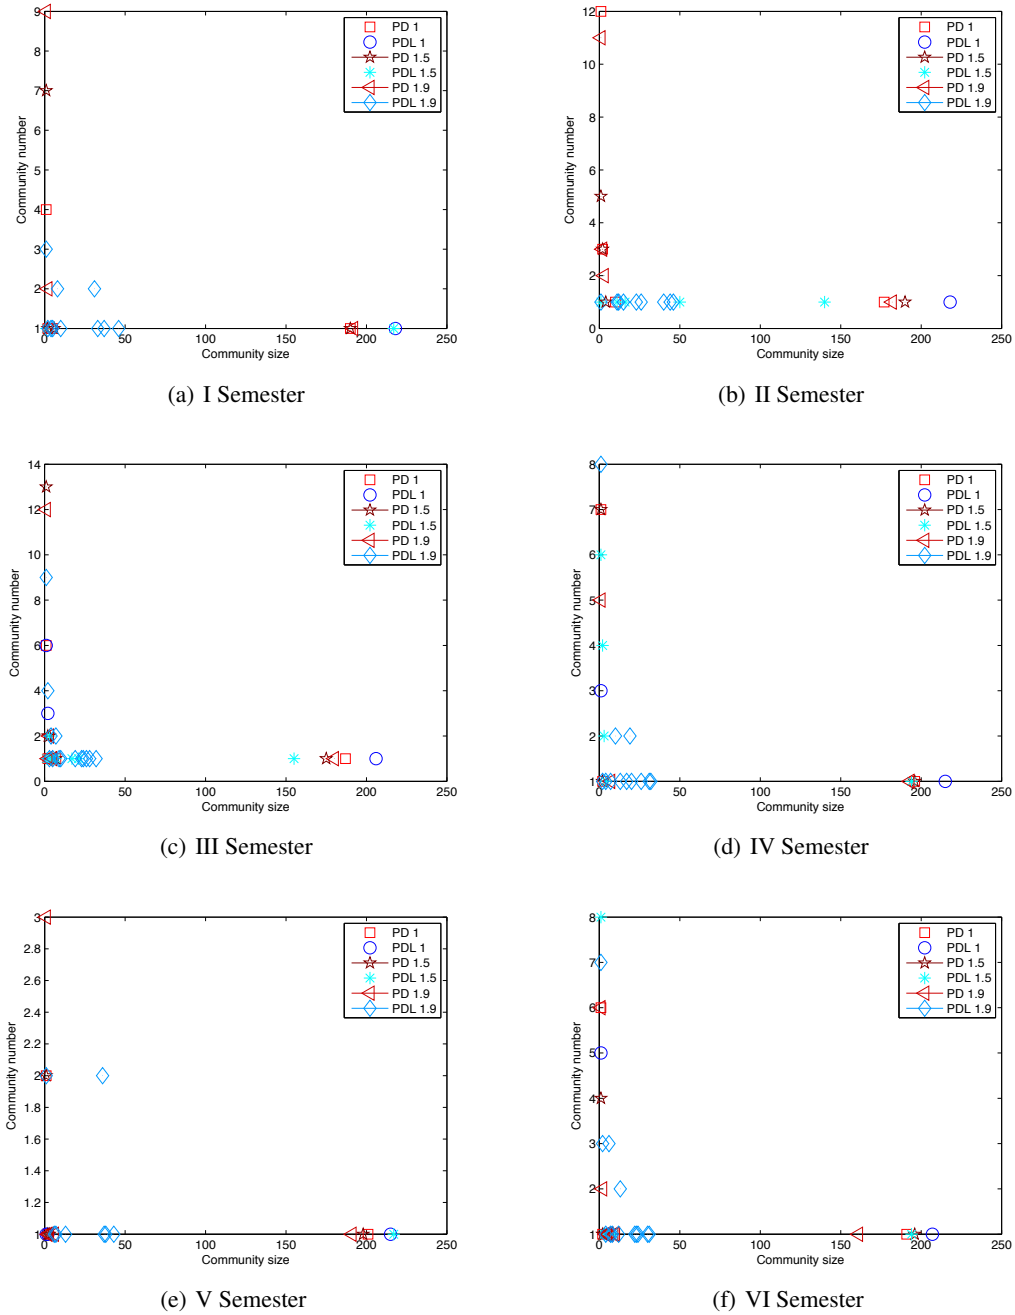 9
8
7
6
5
4
3
2
1
0 50 100 150 200 250
Community number
Community size
PD 1
PDL 1
PD 1.5
PDL 1.5
PD 1.9
PDL 1.9
(a) I Semester
12
10
8
6
4
2
0
0 50 100 150 200 250
Community number
Community size
PD 1
PDL 1
PD 1.5
PDL 1.5
PD 1.9
PDL 1.9
(b) II Semester
14
12
10
8
6
4
2
0
0 50 100 150 200 250
Community number
Community size
PD 1
PDL 1
PD 1.5
PDL 1.5
PD 1.9
PDL 1.9
(c) III Semester
8
7
6
5
4
3
2
1
0 50 100 150 200 250
Community number
Community size
PD 1
PDL 1
PD 1.5
PDL 1.5
PD 1.9
PDL 1.9
(d) IV Semester
3
2.8
2.6
2.4
2.2
2
1.8
1.6
1.4
1.2
1
0 50 100 150 200 250
Community number
Community size
PD 1
PDL 1
PD 1.5
PDL 1.5
PD 1.9
PDL 1.9
(e) V Semester
8
7
6
5
4
3
2
1
0 50 100 150 200 250
Community number
Community size
PD 1
PDL 1
PD 1.5
PDL 1.5
PD 1.9
PDL 1.9
(f) VI Semester